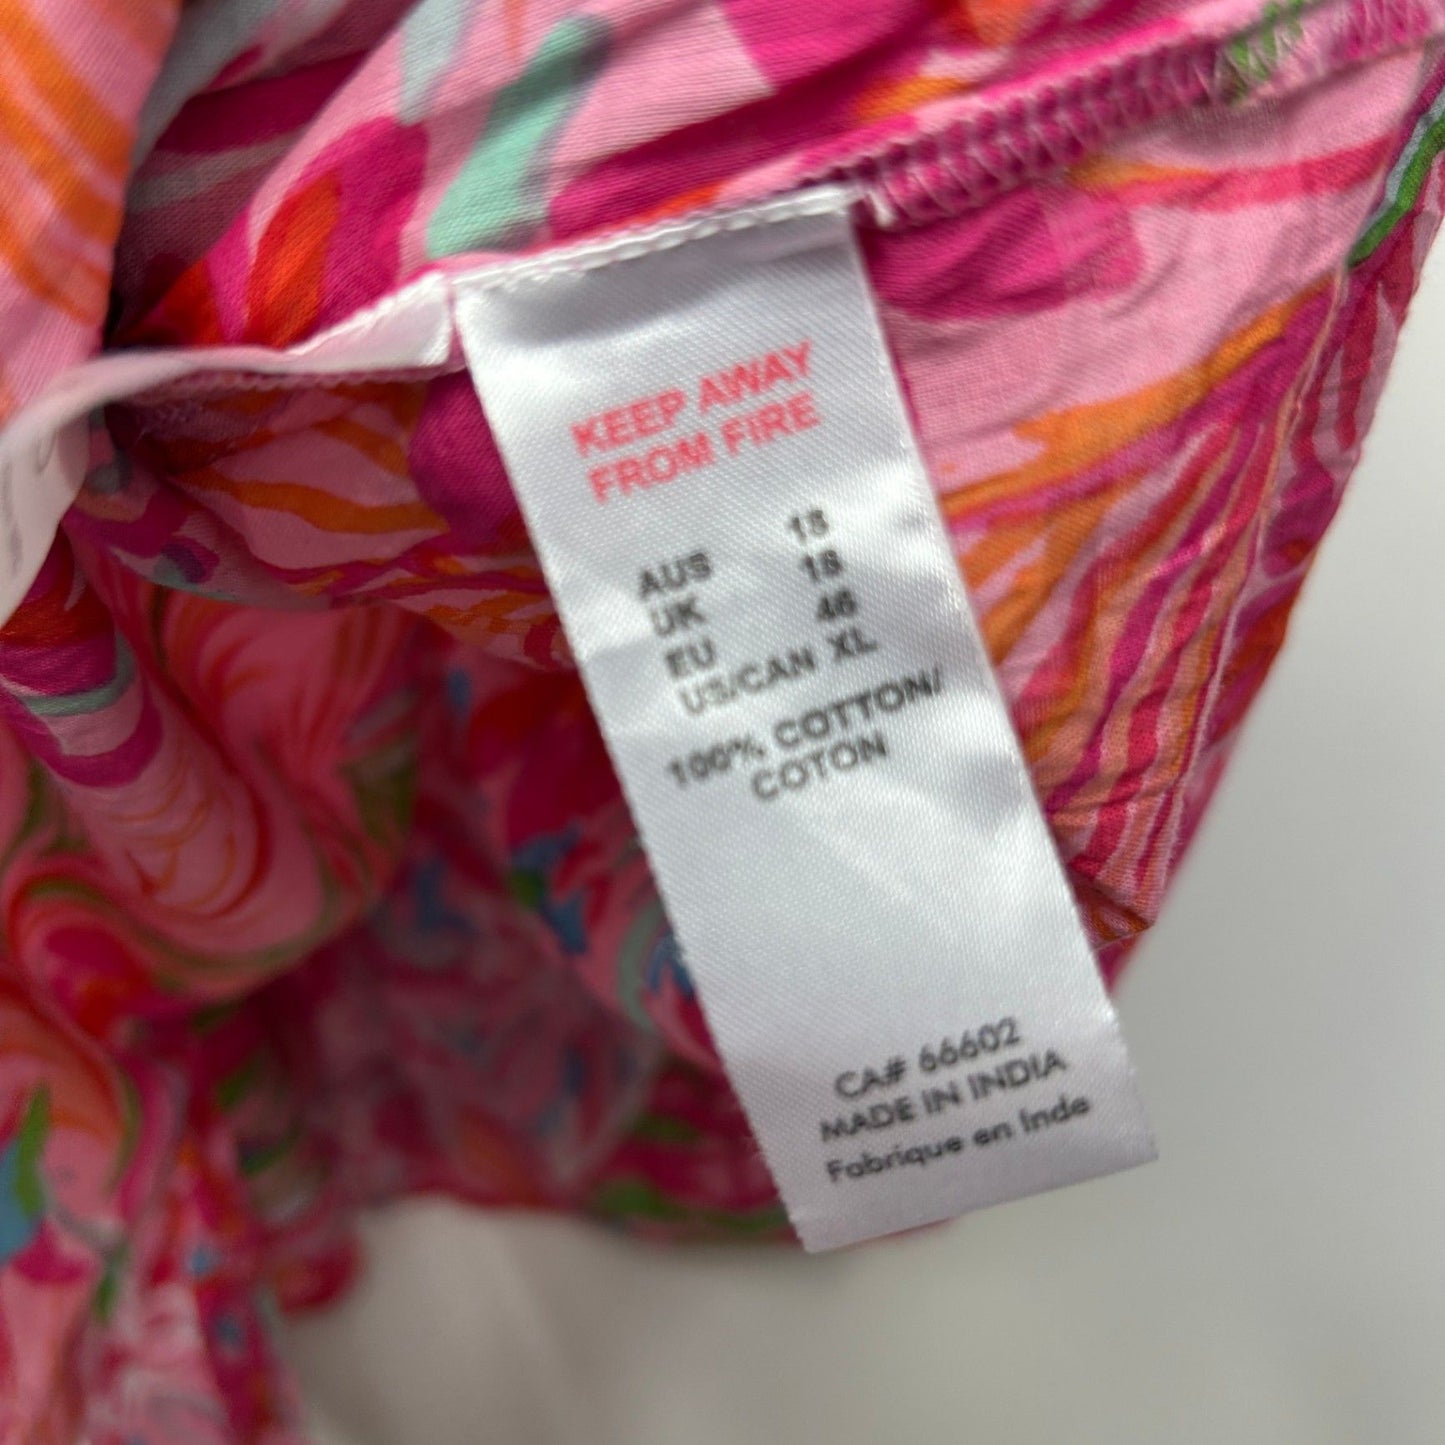 KEEP AWAY
FROM FIRE
AUS 18
UK 18
EU 46
US/CAN XL
100% COTTON/
COTON
CA# 66602
MADE IN INDIA
Fabrique en Inde